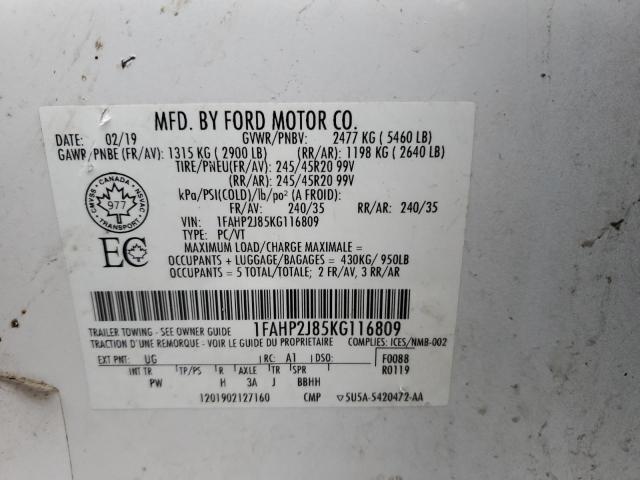 MFD. BY FORD MOTOR CO.
DATE: 02/19 GVWR/PNBV: 2477 KG ( 5460 LB)
GAWR/PNBE (FR/AV): 1315 KG ( 2900 LB) (RR/AR): 1198 KG ( 2640 LB)
TIRE/PNEU(FR/AV): 245/45R20 99V
(RR/AR): 245/45R20 99V
kPa/PSI(COLD)/lb/po² (A FROID):
FR/AV: 240/35 RR/AR: 240/35
VIN: 1FAHP2J85KG116809
TYPE: PC/VT
MAXIMUM LOAD/CHARGE MAXIMALE =
OCCUPANTS + LUGGAGE/BAGAGES = 430KG/ 950LB
OCCUPANTS = 5 TOTAL/TOTALE; 2 FR/AV, 3 RR/AR
CANADA
CMVSS NSVAC
977
TRANSPORT
EC
1FAHP2J85KG116809
TRAILER TOWING - SEE OWNER GUIDE
TRACTION D'UNE REMORQUE - VOIR LE GUIDE DU PROPRIETAIRE COMPLIES: ICES/NMB-002
EXT PNT: UG RC: A1 DSO: F0088
INT TR TP/PS R AXLE TR SPR R0119
PW H 3A J BBHH
1201902127160 CMP ▽5U5A-5420472-AA